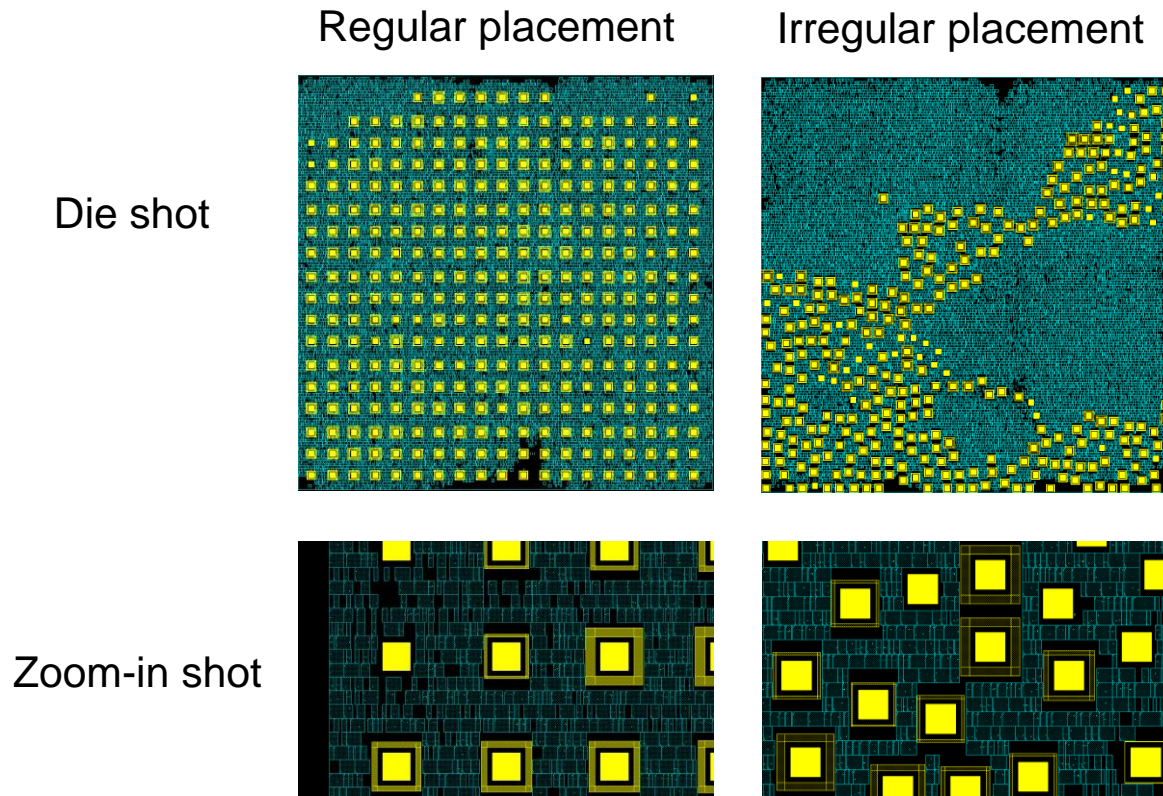 Regular placement
Irregular placement
Die shot
Zoom-in shot